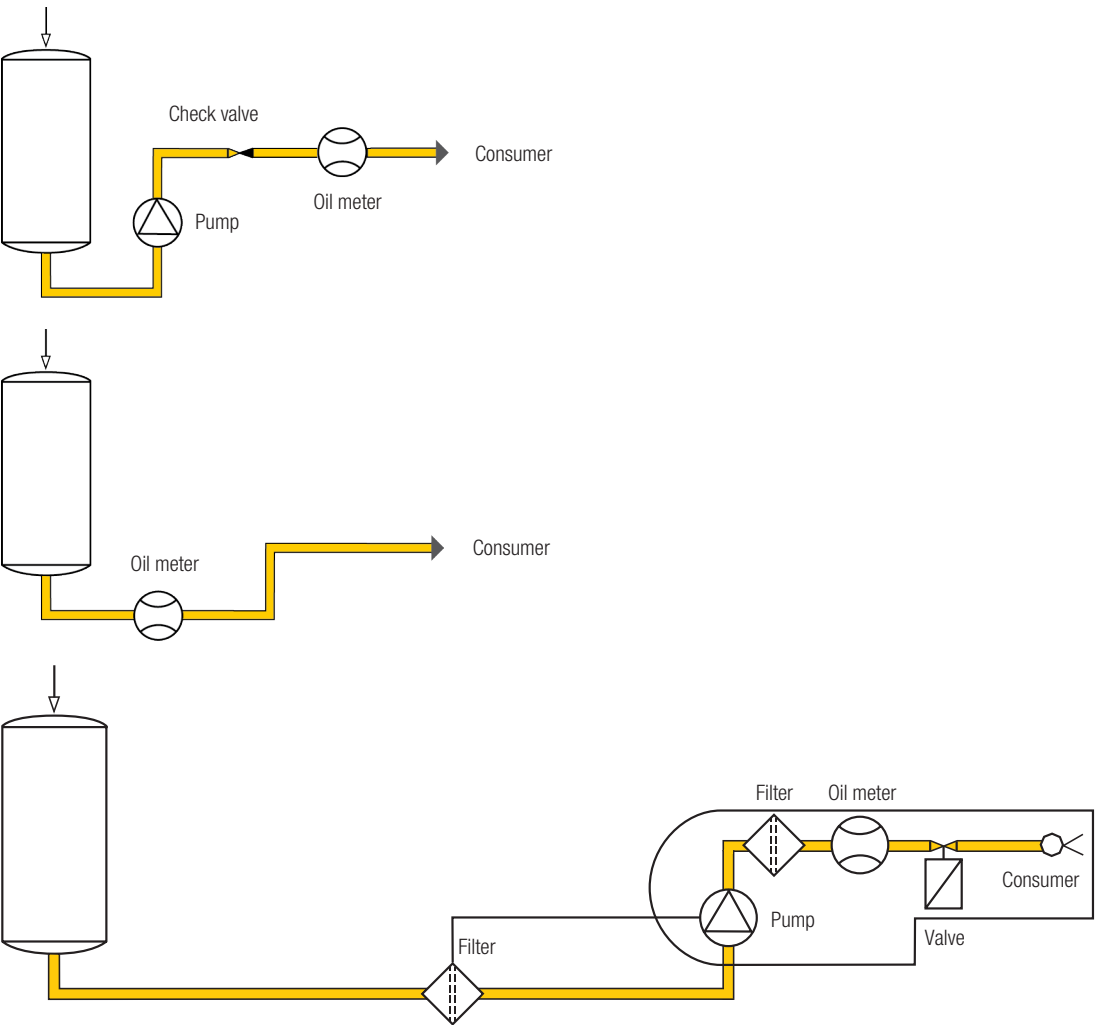 Check valve
Consumer
Oil meter
Pump
Consumer
Oil meter
Filter
Oil meter
Consumer
Pump
Valve
Filter